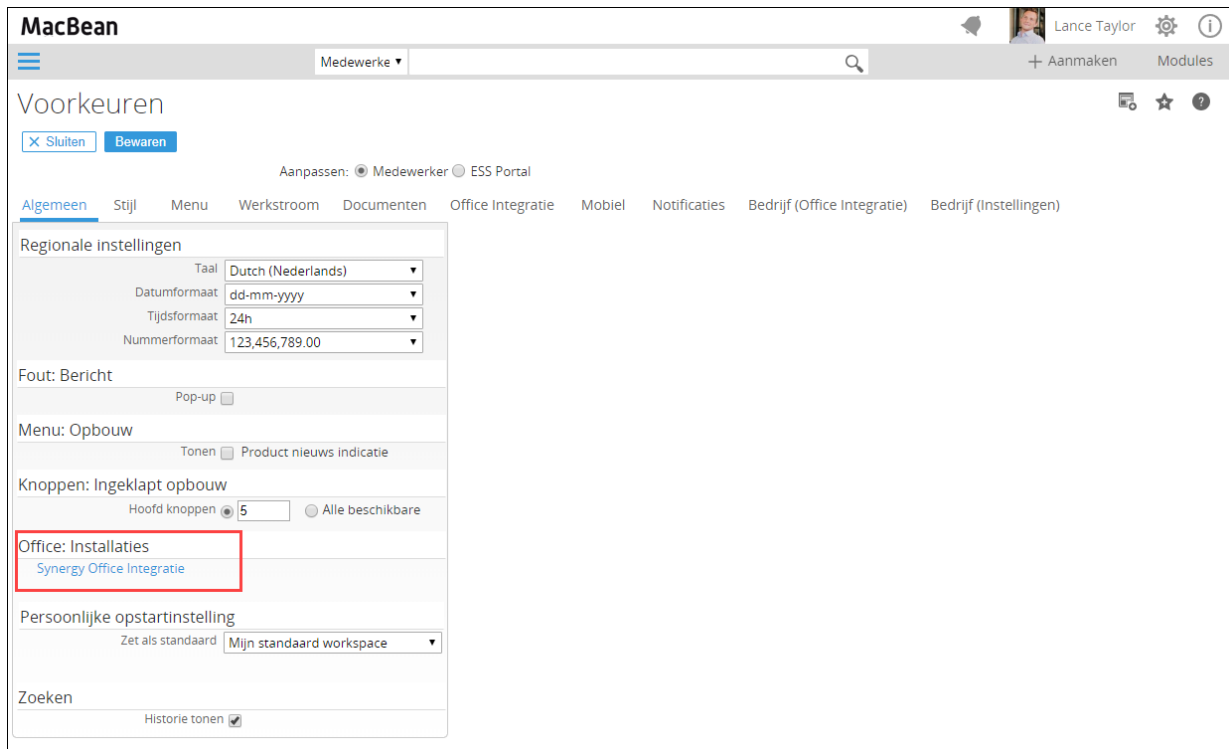 MacBean
Lance Taylor
Medewerke
+ Aanmaken
Modules
Voorkeuren
Sluiten
Bewaren
Aanpassen: Medewerker ESS Portal
Algemeen Stijl Menu Werkstroom Documenten Office Integratie Mobiel Notificaties Bedrijf (Office Integratie) Bedrijf (Instellingen)
Regionale instellingen
Taal Dutch (Nederlands)
Datumformaat dd-mm-yyyy
Tijdsformaat 24h
Nummerformaat 123,456,789.00
Fout: Bericht
Pop-up
Menu: Opbouw
Tonen Product nieuws indicatie
Knoppen: Ingeklapt opbouw
Hoofd knoppen 5 Alle beschikbare
Office: Installaties
Synergy Office Integratie
Persoonlijke opstartinstelling
Zet als standaard Mijn standaard workspace
Zoeken
Historie tonen